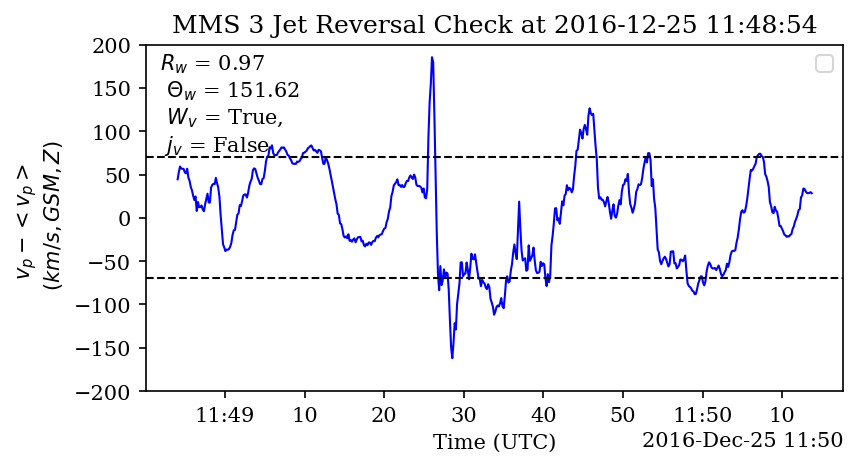 MMS 3 Jet Reversal Check at 2016-12-25 11:48:54
R_w = 0.97
Θ_w = 151.62
W_v = True,
j_v = False
200
150
100
50
0
−50
−100
−150
−200
v_p − < v_p >
(km/s, GSM, Z)
11:49 10 20 30 40 50 11:50 10
Time (UTC)
2016-Dec-25 11:50